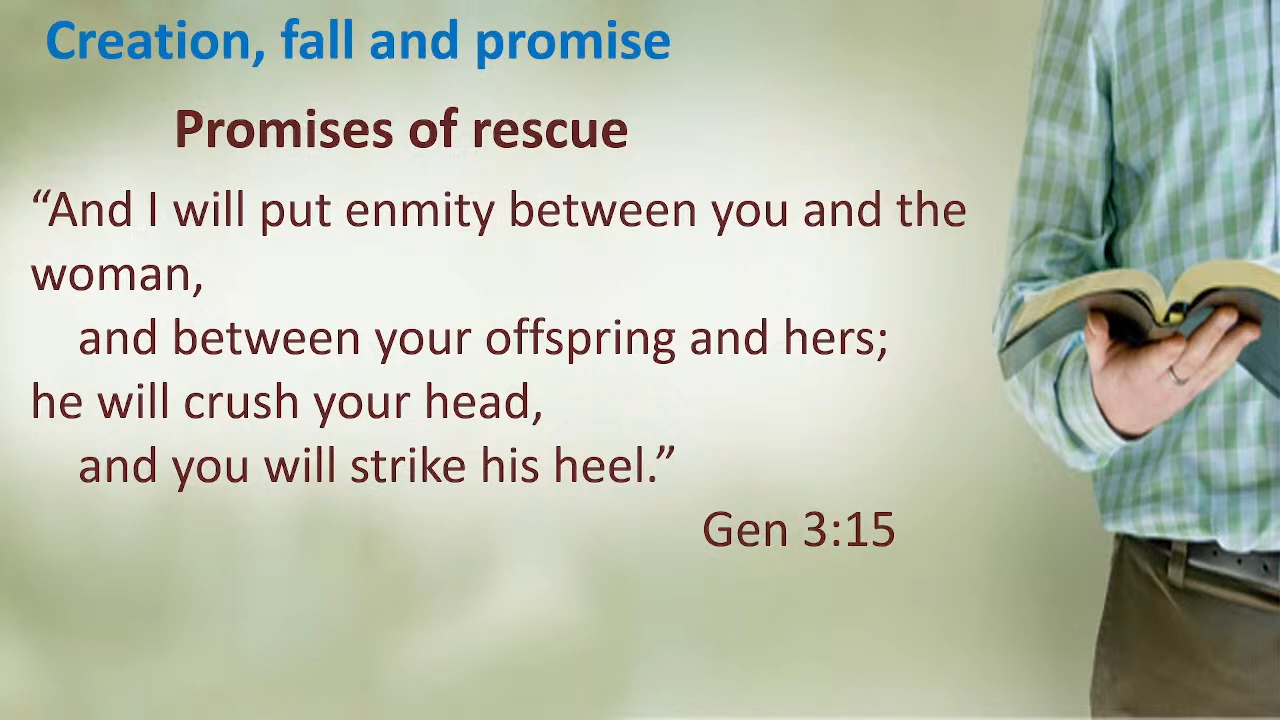 Creation, fall and promise
Promises of rescue
“And I will put enmity between you and the
woman,
and between your offspring and hers;
he will crush your head,
and you will strike his heel.”
Gen 3:15